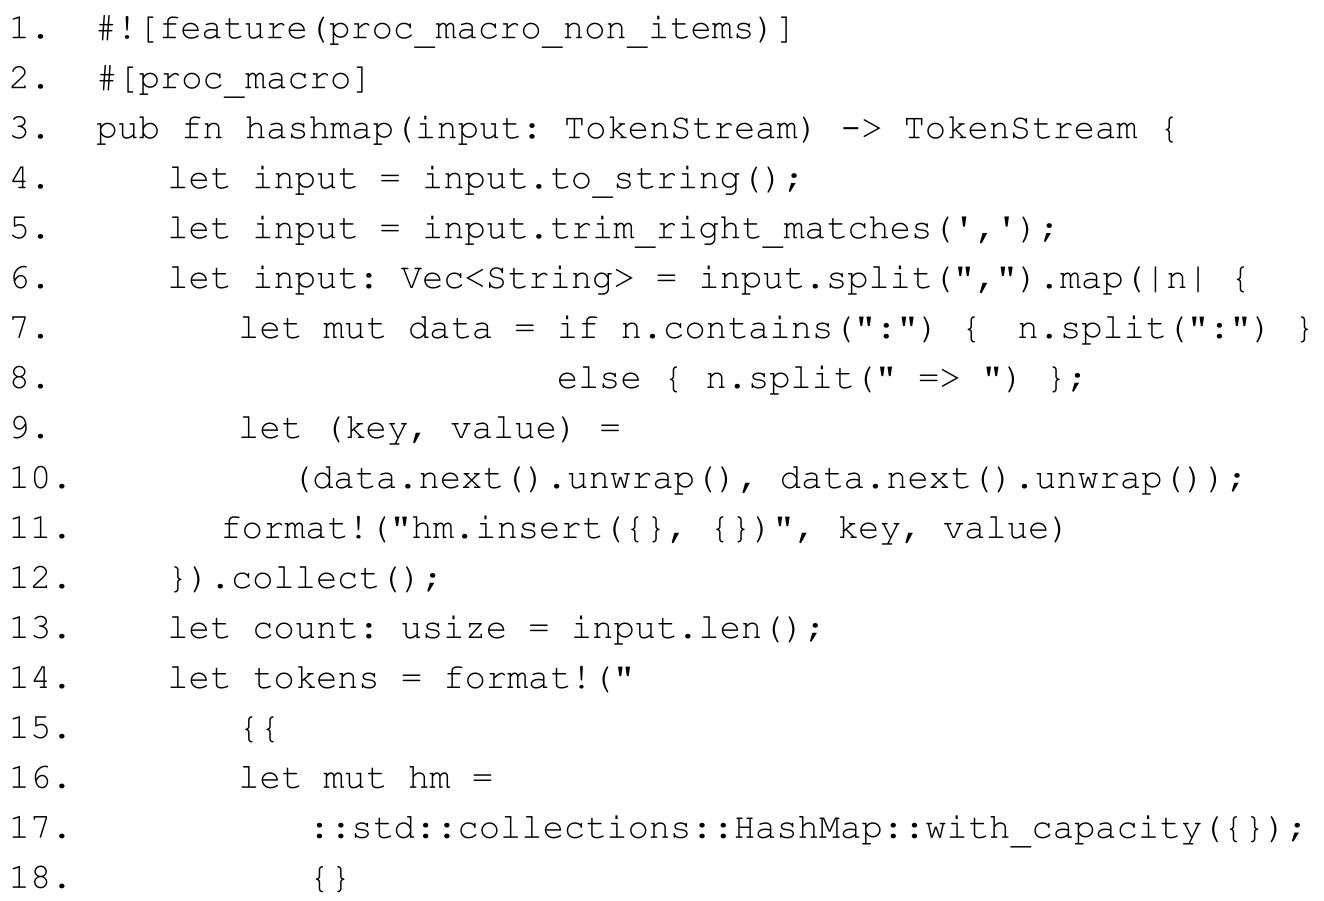 1. #![feature(proc_macro_non_items)]
2. #[proc_macro]
3. pub fn hashmap(input: TokenStream) -> TokenStream {
4.    let input = input.to_string();
5.    let input = input.trim_right_matches(',');
6.    let input: Vec<String> = input.split(",").map(|n| {
7.       let mut data = if n.contains(":") {  n.split(":") }
8.                      else { n.split(" => ") };
9.       let (key, value) =
10.         (data.next().unwrap(), data.next().unwrap());
11.      format!("hm.insert({}, {})", key, value)
12.   }).collect();
13.   let count: usize = input.len();
14.   let tokens = format!("
15.      {{
16.      let mut hm =
17.         ::std::collections::HashMap::with_capacity({});
18.         {}